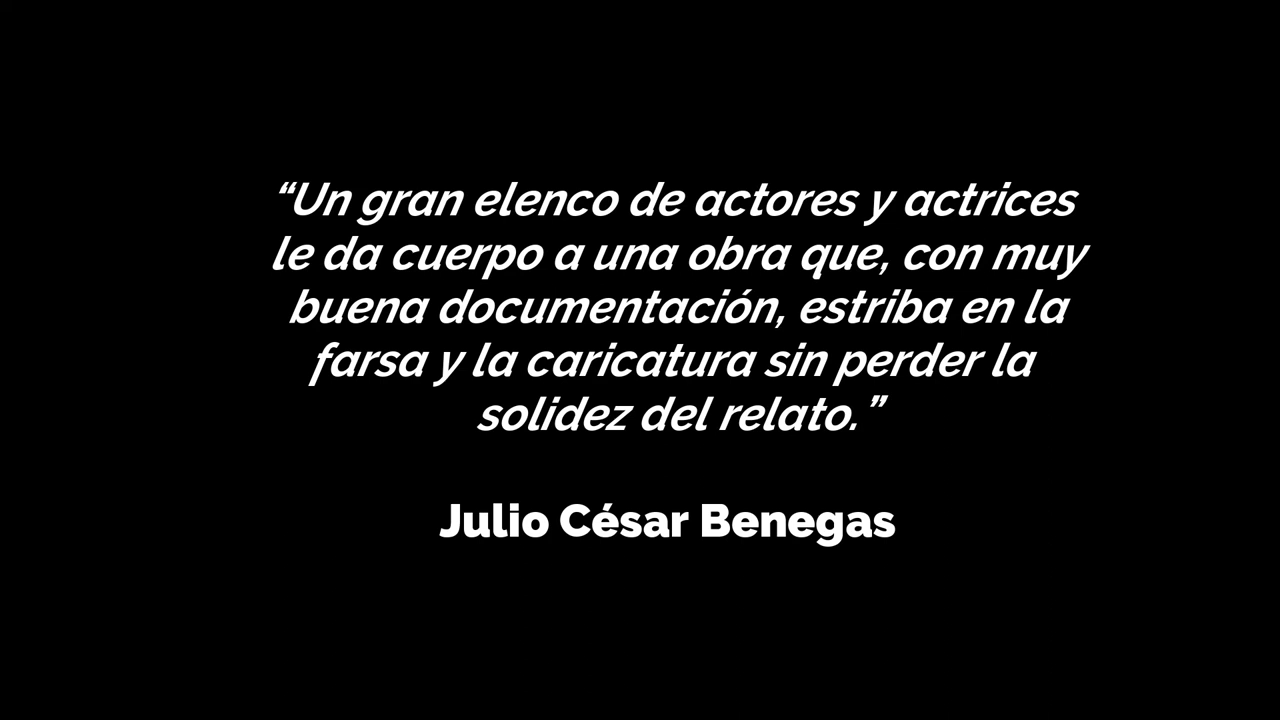 “Un gran elenco de actores y actrices
le da cuerpo a una obra que, con muy
buena documentación, estriba en la
farsa y la caricatura sin perder la
solidez del relato.”
Julio César Benegas